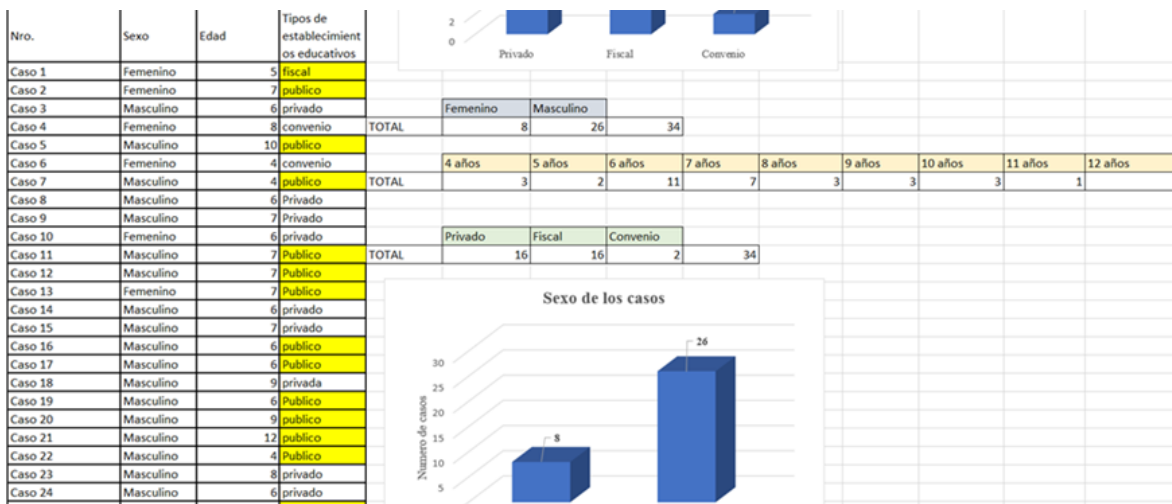 2
0
Privado Fiscal Convenio
Nro. Sexo Edad Tipos de
establecimient
os educativos
Caso 1 Femenino 5 fiscal
Caso 2 Femenino 7 publico
Caso 3 Masculino 6 privado Femenino Masculino
Caso 4 Femenino 8 convenio TOTAL 8 26 34
Caso 5 Masculino 10 publico
Caso 6 Femenino 4 convenio 4 años 5 años 6 años 7 años 8 años 9 años 10 años 11 años 12 años
Caso 7 Masculino 4 publico TOTAL 3 2 11 7 3 3 3 1
Caso 8 Masculino 6 Privado
Caso 9 Masculino 7 Privado
Caso 10 Femenino 6 privado Privado Fiscal Convenio
Caso 11 Masculino 7 Publico TOTAL 16 16 2 34
Caso 12 Masculino 7 Publico
Caso 13 Femenino 7 Publico
Caso 14 Masculino 6 privado
Caso 15 Masculino 7 privado
Caso 16 Masculino 6 publico
Caso 17 Masculino 6 Publico
Caso 18 Masculino 9 privada
Caso 19 Masculino 6 Publico
Caso 20 Masculino 9 publico
Caso 21 Masculino 12 publico
Caso 22 Masculino 4 Publico
Caso 23 Masculino 8 privado
Caso 24 Masculino 6 privado
Sexo de los casos
Numero de casos
30
25
20
15
10
5
8
26